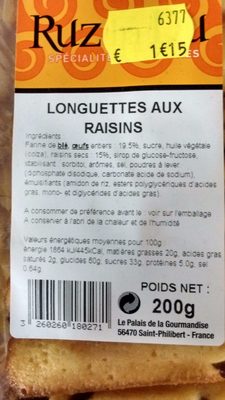 Ruz
6377
€ 1€15
SPÉCIALITÉ
ES
LONGUETTES AUX
RAISINS
Ingrédients :
Farine de blé, œufs entiers : 19.5%, sucre, huile végétale
(colza), raisins secs : 15%, sirop de glucose-fructose,
stabilisant : sorbitol, arômes, sel, poudres à lever
(diphosphate disodique, carbonate acide de sodium),
émulsifiants (amidon de riz, esters polyglycériques d'acides
gras, mono- et diglycérides d'acides gras).
A consommer de préférence avant le : voir sur l'emballage
A conserver à l'abri de la chaleur et de l'humidité
Valeurs énergétiques moyennes pour 100g
énergie 1864 kJ/445kCal, matières grasses 20g, acides gras
saturés 2g, glucides 60g, sucres 33g, protéines 5.0g, sel
0.64g
POIDS NET :
200g
3 260260 180271
Le Palais de la Gourmandise
56470 Saint-Philibert - France